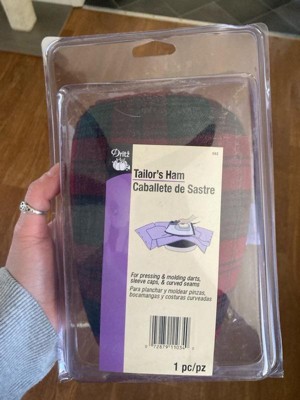 Dritz
Tailor's Ham
Caballete de Sastre
For pressing & molding darts,
sleeve caps, & curved seams
Para planchar y moldear pinzas,
bocamangas y costuras curveadas
1 pc/pz